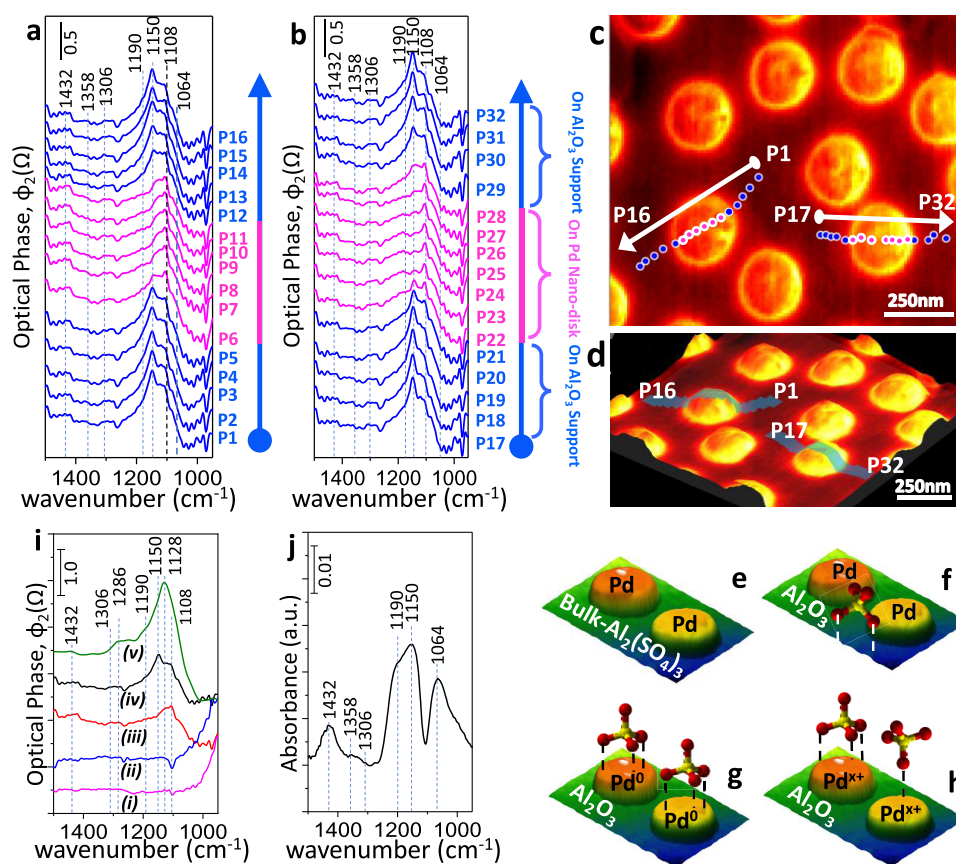 a
0.5
1432
1358
1306
1190
1150
1108
1064
Optical Phase, ϕ₂(Ω)
P16
P15
P14
P13
P12
P11
P10
P9
P8
P7
P6
P5
P4
P3
P2
P1
1400
1200
1000
wavenumber (cm⁻¹)
b
0.5
1432
1358
1306
1190
1150
1108
1064
Optical Phase, ϕ₂(Ω)
P32
P31
P30
P29
P28
P27
P26
P25
P24
P23
P22
P21
P20
P19
P18
P17
On Al₂O₃ Support
On Pd Nano-disk
On Al₂O₃ Support
1400
1200
1000
wavenumber (cm⁻¹)
c
P1
P16
P17
P32
250nm
d
P16
P1
P17
P32
250nm
i
1.0
1432
1306
1286
1190
1150
1128
1108
Optical Phase, ϕ₂(Ω)
(v)
(iv)
(iii)
(ii)
(i)
1400
1200
1000
wavenumber (cm⁻¹)
j
0.01
1432
1358
1306
1190
1150
1064
Absorbance (a.u.)
1400
1200
1000
wavenumber (cm⁻¹)
e
Pd
Pd
Bulk-Al₂(SO₄)₃
f
Pd
Pd
Al₂O₃
g
Pd⁰
Pd⁰
Al₂O₃
h
Pdˣ⁺
Pdˣ⁺
Al₂O₃